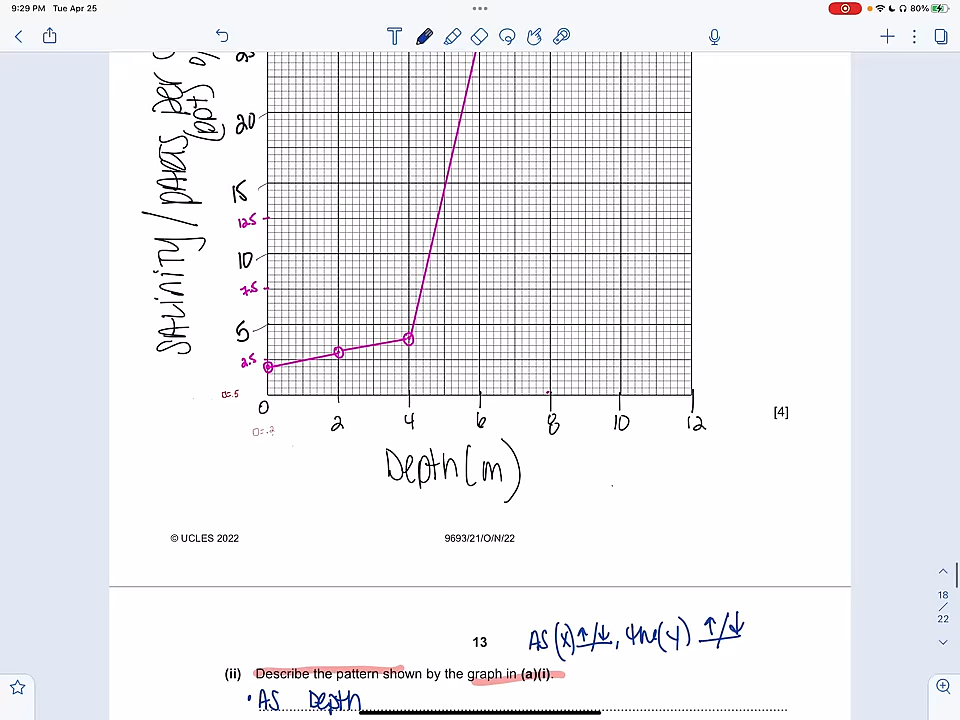 9:29 PM Tue Apr 25
80%
Salinity / parts per
(ppt)
20
15
12.5
10
7.5
5
2.5
0=.5
0
2
4
6
8
10
12
[4]
Depth (m)
© UCLES 2022
9693/21/O/N/22
18
/
22
13
AS (x) ↑/↓, the (y) ↑/↓
(ii) Describe the pattern shown by the graph in (a)(i).
• AS Depth